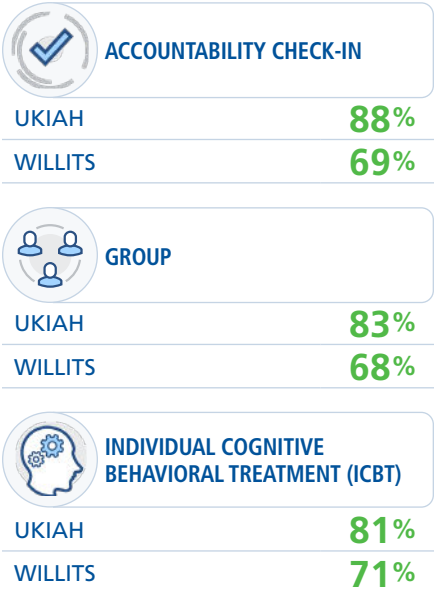 ACCOUNTABILITY CHECK-IN
UKIAH 88%
WILLITS 69%
GROUP
UKIAH 83%
WILLITS 68%
INDIVIDUAL COGNITIVE
BEHAVIORAL TREATMENT (ICBT)
UKIAH 81%
WILLITS 71%